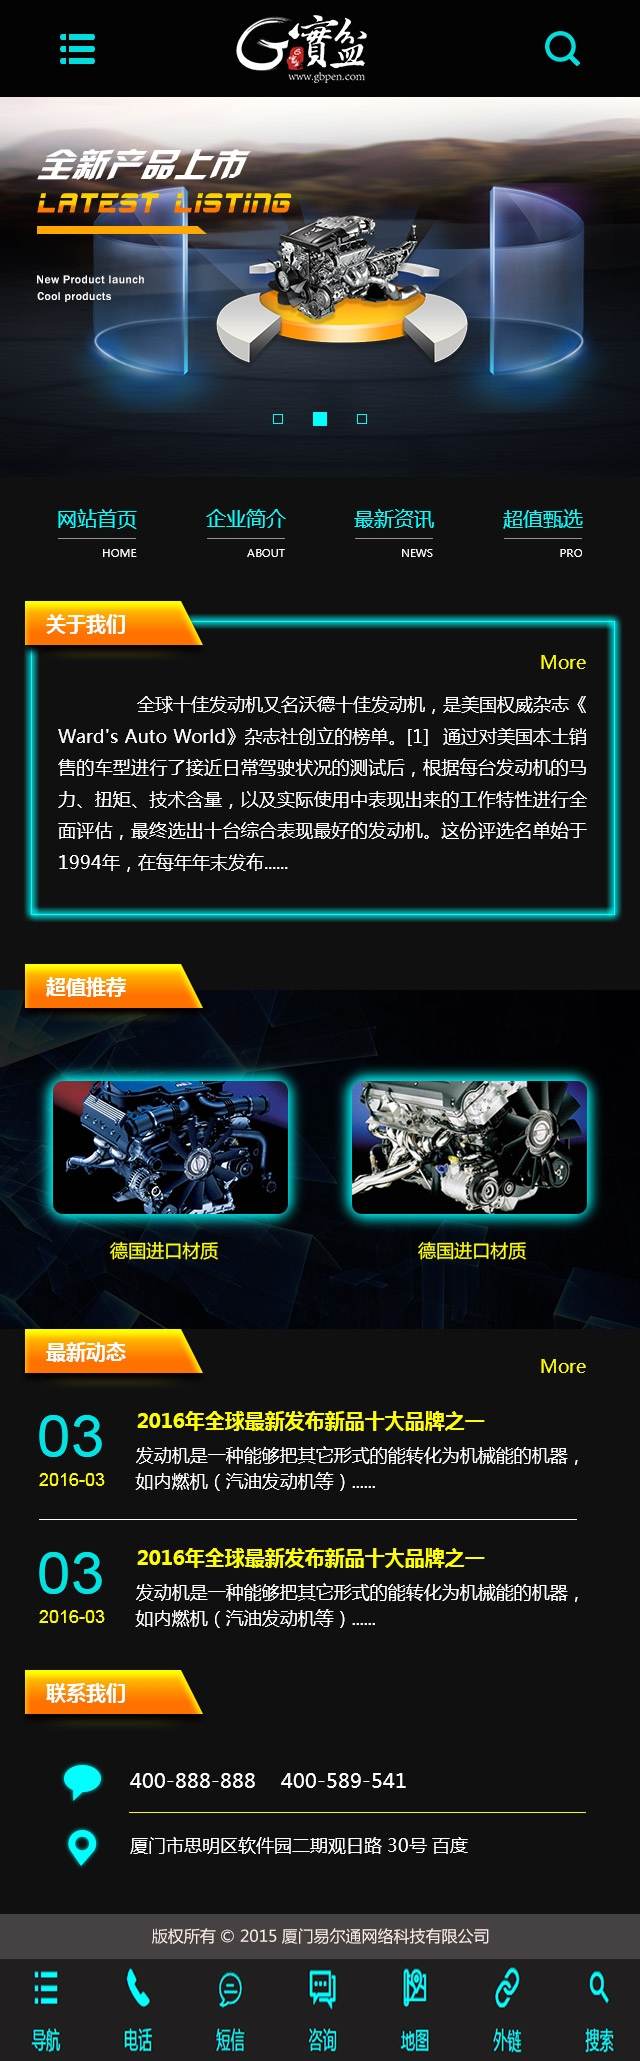 G寶盆
www.gbpen.com
全新产品上市
LATEST LISTING
New Product launch
Cool products
网站首页
企业简介
最新资讯
超值甄选
HOME
ABOUT
NEWS
PRO
关于我们
More
全球十佳发动机又名沃德十佳发动机，是美国权威杂志《
Ward's Auto World》杂志社创立的榜单。[1] 通过对美国本土销
售的车型进行了接近日常驾驶状况的测试后，根据每台发动机的马
力、扭矩、技术含量，以及实际使用中表现出来的工作特性进行全
面评估，最终选出十台综合表现最好的发动机。这份评选名单始于
1994年，在每年年末发布......
超值推荐
德国进口材质
德国进口材质
最新动态
More
03
2016-03
2016年全球最新发布新品十大品牌之一
发动机是一种能够把其它形式的能转化为机械能的机器，
如内燃机（汽油发动机等）......
03
2016-03
2016年全球最新发布新品十大品牌之一
发动机是一种能够把其它形式的能转化为机械能的机器，
如内燃机（汽油发动机等）......
联系我们
400-888-888 400-589-541
厦门市思明区软件园二期观日路 30号 百度
版权所有 © 2015 厦门易尔通网络科技有限公司
导航
电话
短信
咨询
地图
外链
搜索